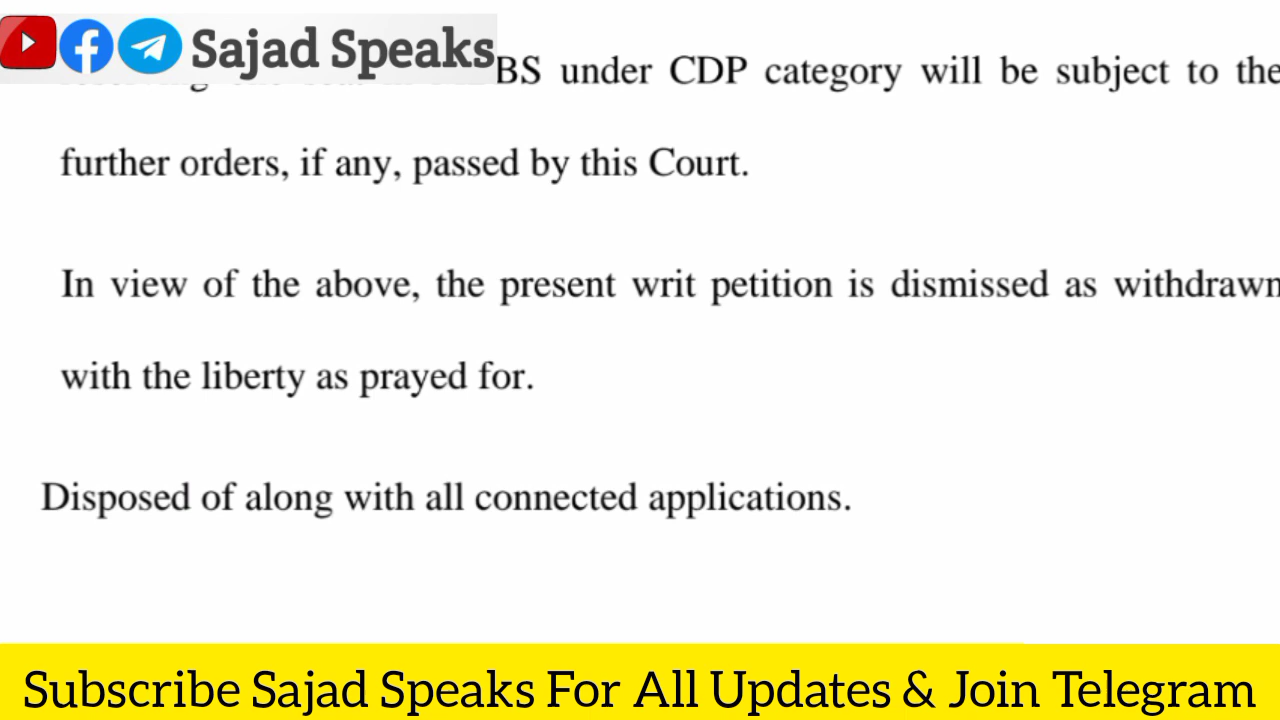 Sajad Speaks
BS under CDP category will be subject to the
further orders, if any, passed by this Court.
In view of the above, the present writ petition is dismissed as withdrawn
with the liberty as prayed for.
Disposed of along with all connected applications.
Subscribe Sajad Speaks For All Updates & Join Telegram